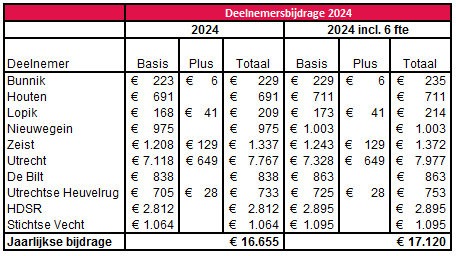 Deelnemersbijdrage 2024
2024 2024 incl. 6 fte
Deelnemer Basis Plus Totaal Basis Plus Totaal
Bunnik € 223 € 6 € 229 € 229 € 6 € 235
Houten € 691 € 691 € 711 € 711
Lopik € 168 € 41 € 209 € 173 € 41 € 214
Nieuwegein € 975 € 975 € 1.003 € 1.003
Zeist € 1.208 € 129 € 1.337 € 1.243 € 129 € 1.372
Utrecht € 7.118 € 649 € 7.767 € 7.328 € 649 € 7.977
De Bilt € 838 € 838 € 863 € 863
Utrechtse Heuvelrug € 705 € 28 € 733 € 725 € 28 € 753
HDSR € 2.812 € 2.812 € 2.895 € 2.895
Stichtse Vecht € 1.064 € 1.064 € 1.095 € 1.095
Jaarlijkse bijdrage € 16.655 € 17.120